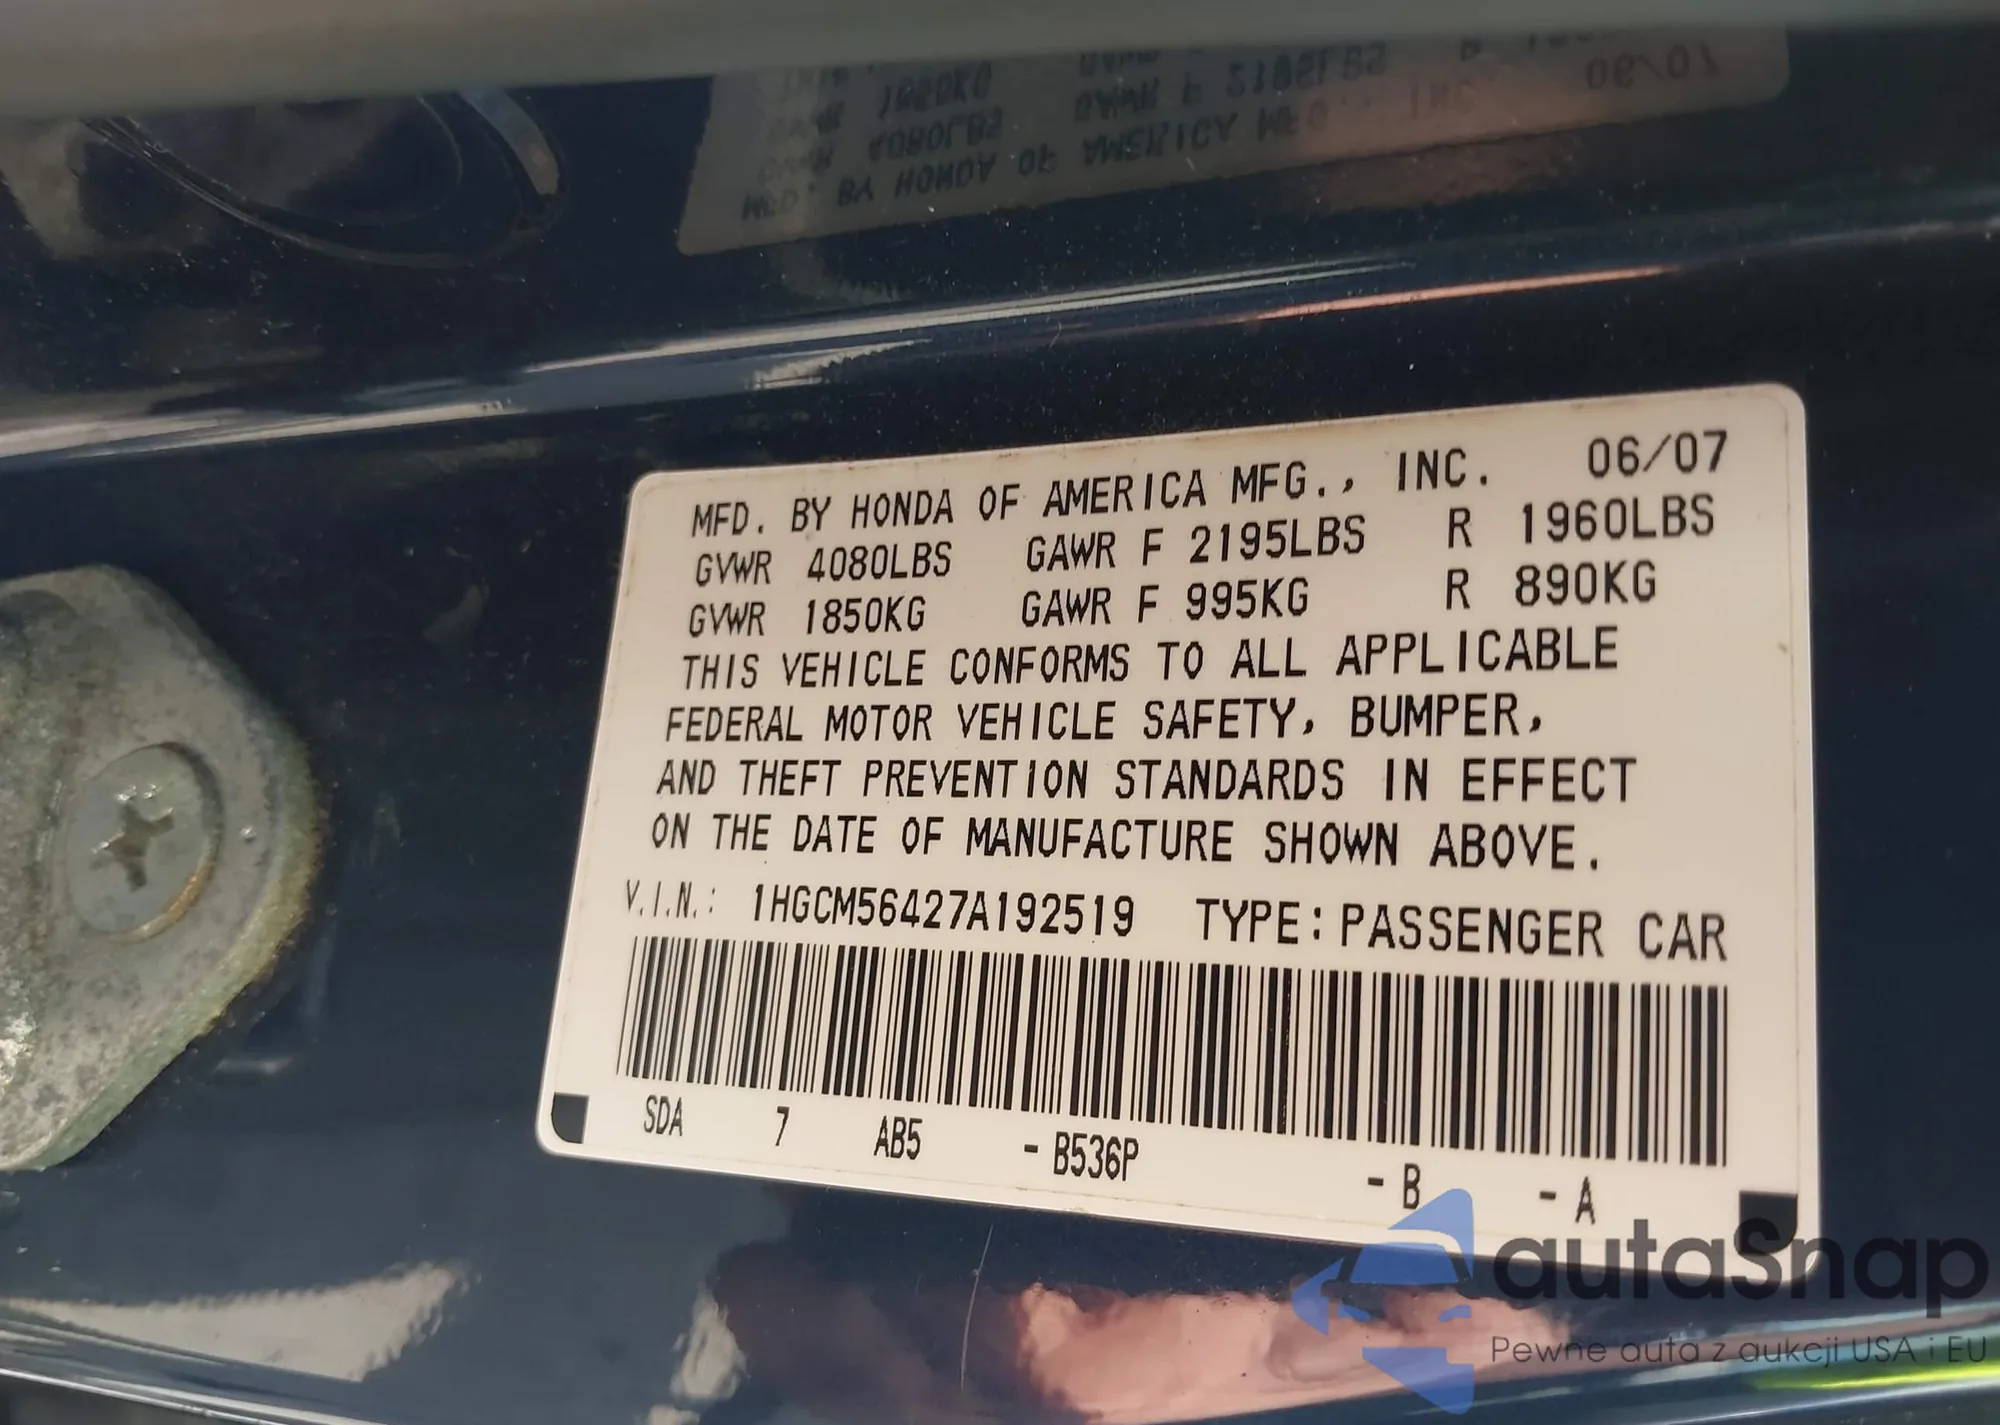 MFD. BY HONDA OF AMERICA MFG., INC. 06/07
GVWR 4080LBS GAWR F 2195LBS R 1960LBS
GVWR 1850KG GAWR F 995KG R 890KG
THIS VEHICLE CONFORMS TO ALL APPLICABLE
FEDERAL MOTOR VEHICLE SAFETY, BUMPER,
AND THEFT PREVENTION STANDARDS IN EFFECT
ON THE DATE OF MANUFACTURE SHOWN ABOVE.
V.I.N.: 1HGCM56427A192519 TYPE: PASSENGER CAR
SDA 7 AB5 - B536P - B - A
autaSnap
Pewne auta z aukcji USA i EU